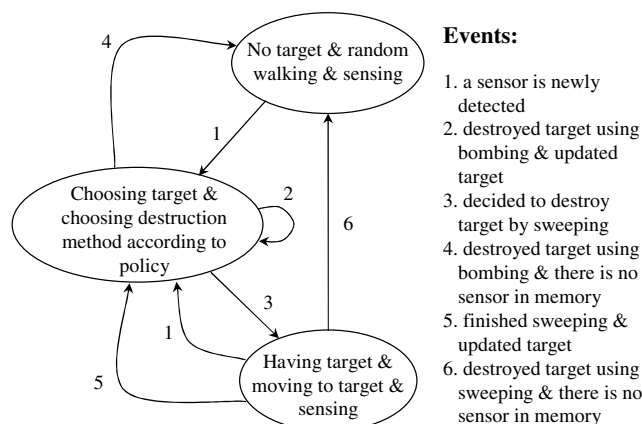 No target & random
walking & sensing
4
1
Choosing target &
choosing destruction
method according to
policy
2
6
3
1
5
Having target &
moving to target &
sensing
Events:
1. a sensor is newly
detected
2. destroyed target using
bombing & updated
target
3. decided to destroy
target by sweeping
4. destroyed target using
bombing & there is no
sensor in memory
5. finished sweeping &
updated target
6. destroyed target using
sweeping & there is no
sensor in memory